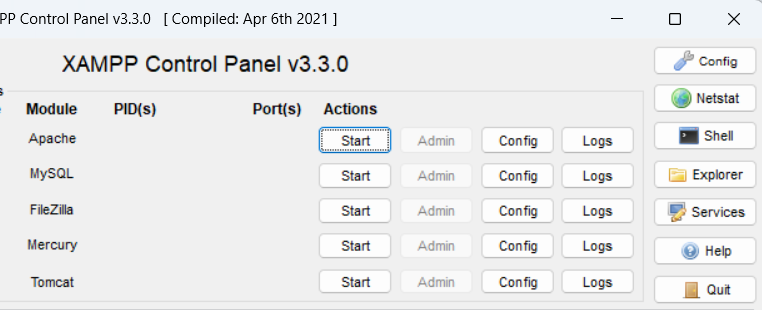 PP Control Panel v3.3.0 [ Compiled: Apr 6th 2021 ]
XAMPP Control Panel v3.3.0
Config
s
Module PID(s) Port(s) Actions
Netstat
Apache Start Admin Config Logs
Shell
MySQL Start Admin Config Logs
Explorer
FileZilla Start Admin Config Logs
Services
Mercury Start Admin Config Logs
Help
Tomcat Start Admin Config Logs
Quit